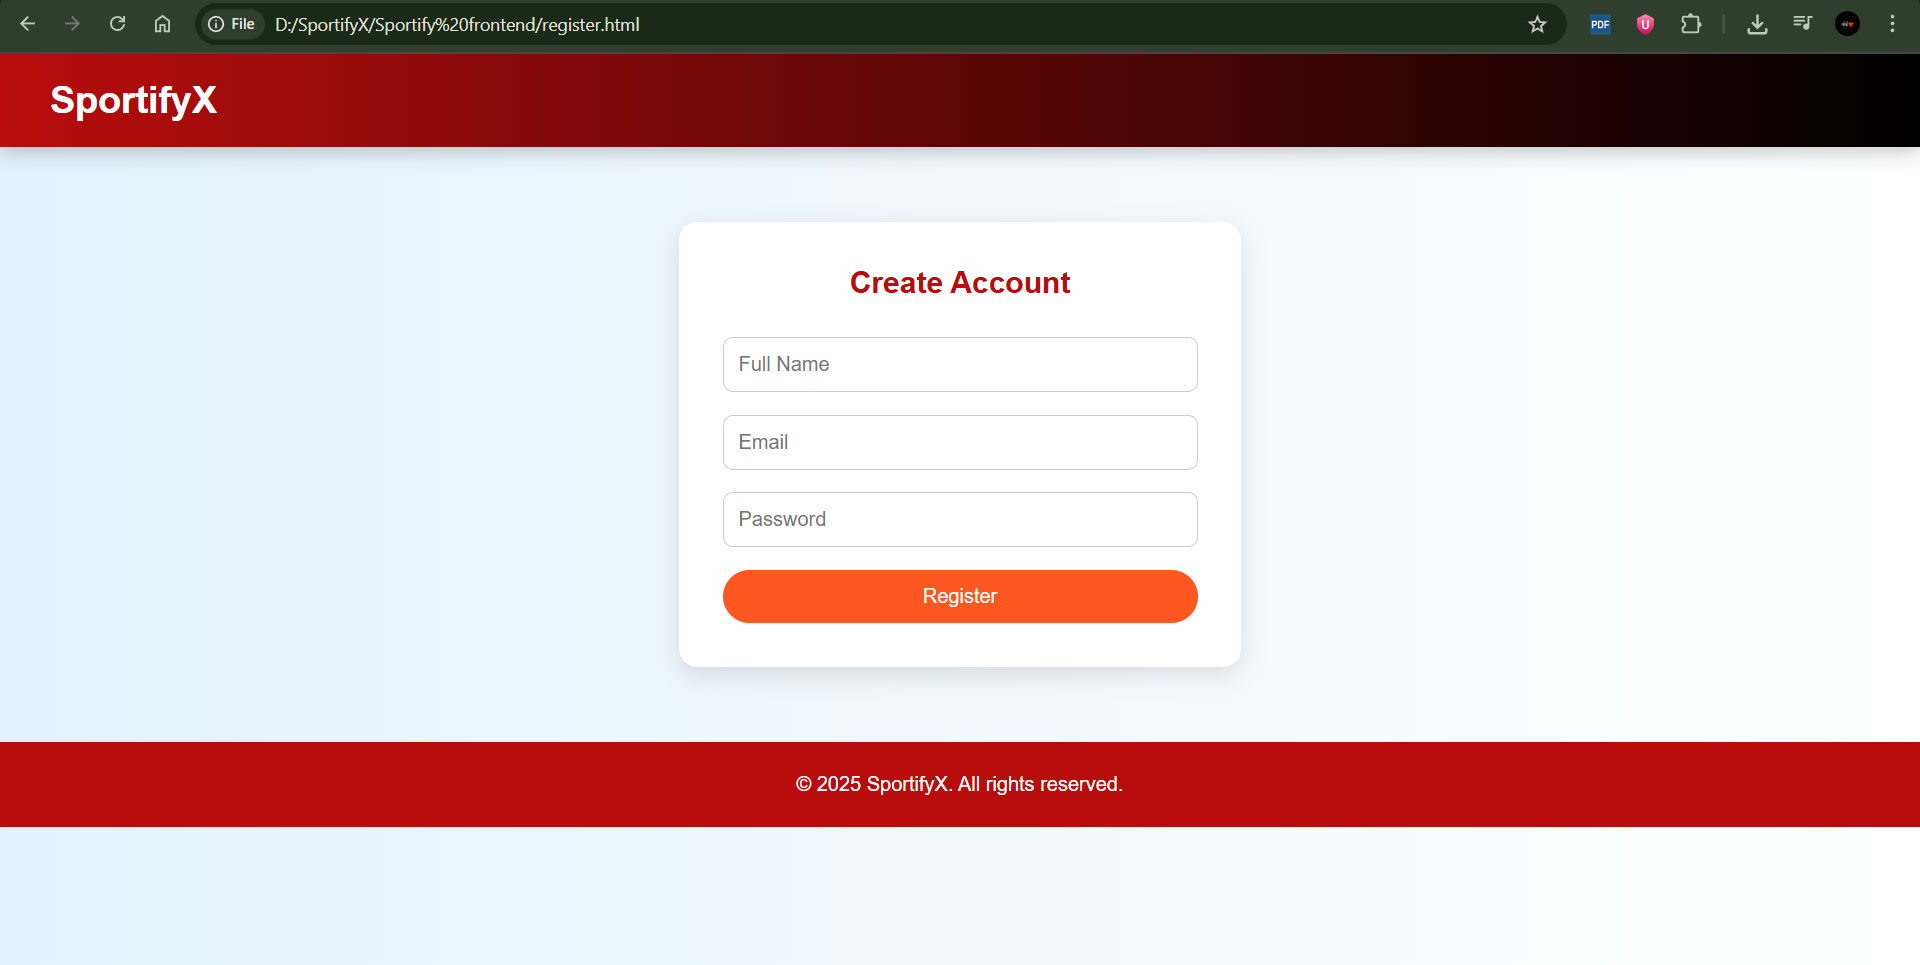 File D:/SportifyX/Sportify%20frontend/register.html PDF U
SportifyX
Create Account
Full Name
Email
Password
Register
© 2025 SportifyX. All rights reserved.